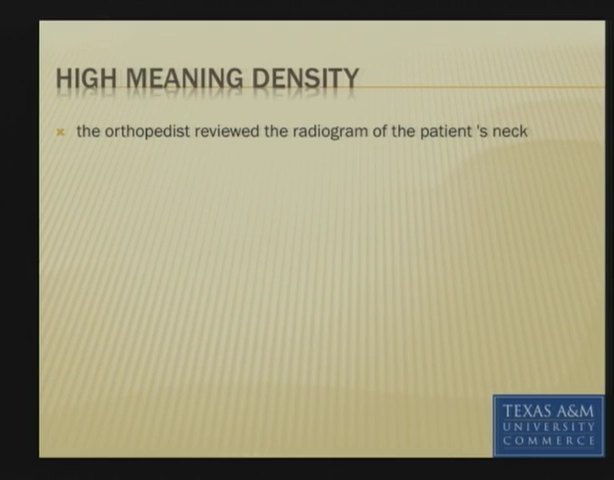 HIGH MEANING DENSITY
the orthopedist reviewed the radiogram of the patient 's neck
TEXAS A&M
UNIVERSITY
COMMERCE